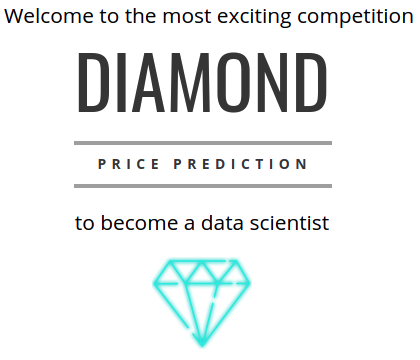 Welcome to the most exciting competition
DIAMOND
PRICE PREDICTION
to become a data scientist